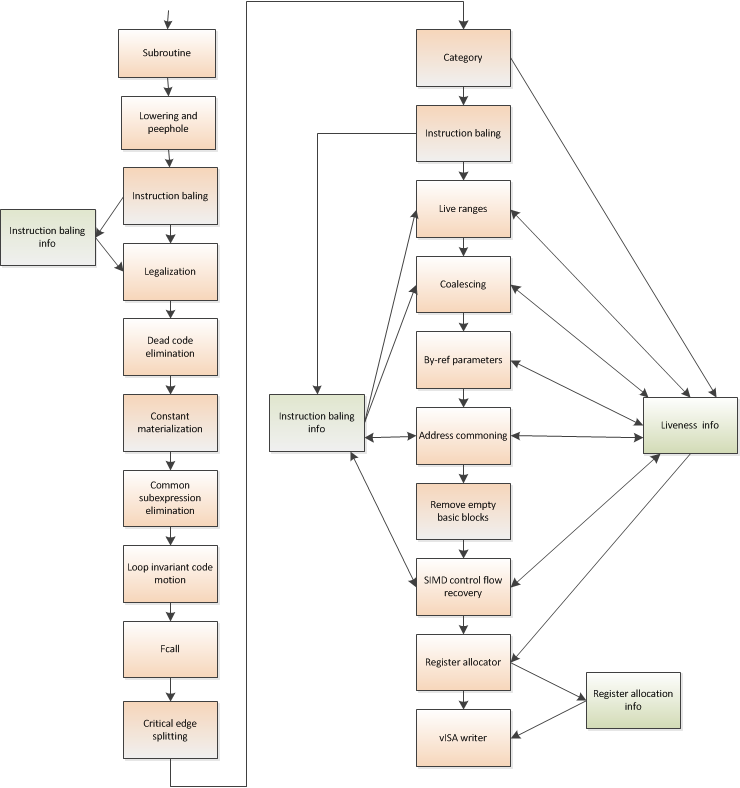 Subroutine
Lowering and
peephole
Instruction baling
Instruction baling
info
Legalization
Dead code
elimination
Constant
materialization
Common
subexpression
elimination
Loop invariant code
motion
Fcall
Critical edge
splitting
Category
Instruction baling
Live ranges
Coalescing
By-ref parameters
Instruction baling
info
Address commoning
Liveness info
Remove empty
basic blocks
SIMD control flow
recovery
Register allocator
Register allocation
info
vISA writer